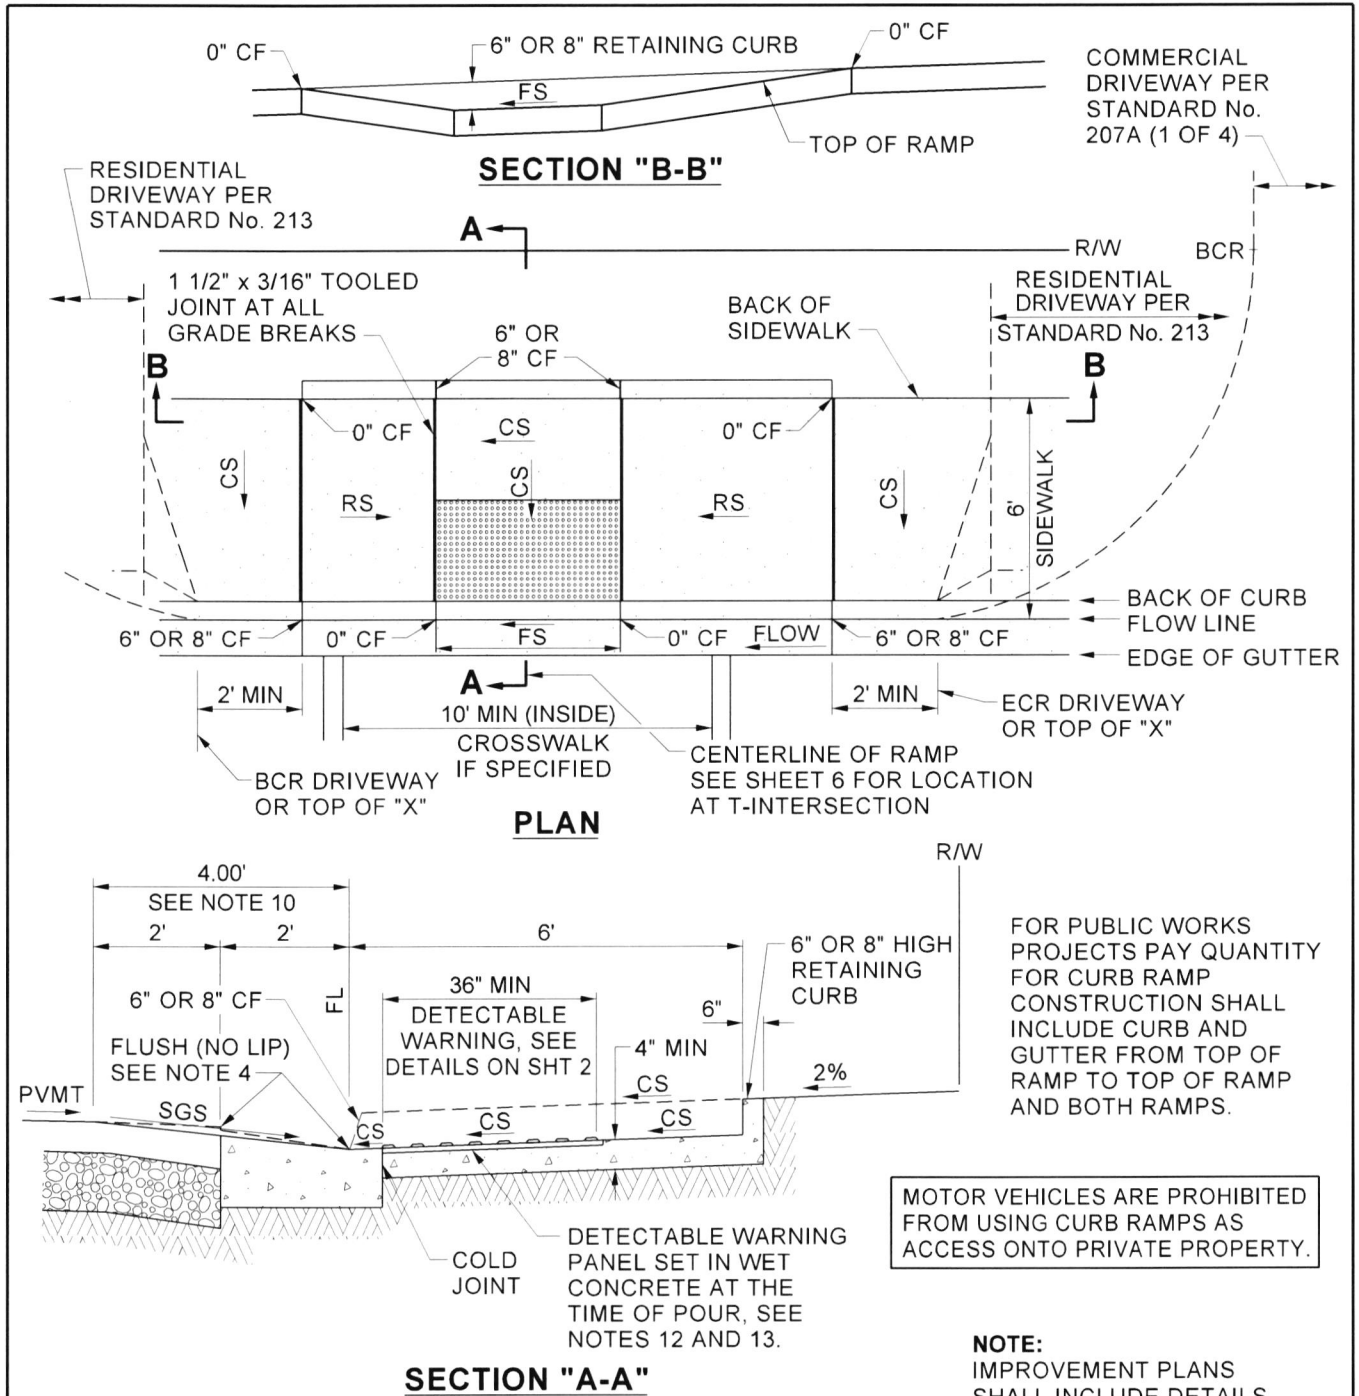 0" CF
6" OR 8" RETAINING CURB
0" CF
FS
TOP OF RAMP
COMMERCIAL
DRIVEWAY PER
STANDARD No.
207A (1 OF 4)
SECTION "B-B"
RESIDENTIAL
DRIVEWAY PER
STANDARD No. 213
A
R/W
BCR
1 1/2" x 3/16" TOOLED
JOINT AT ALL
GRADE BREAKS
6" OR
8" CF
BACK OF
SIDEWALK
RESIDENTIAL
DRIVEWAY PER
STANDARD No. 213
B
B
0" CF
CS
0" CF
CS
CS
CS
RS
RS
6'
SIDEWALK
BACK OF CURB
FLOW LINE
EDGE OF GUTTER
6" OR 8" CF
0" CF
FS
0" CF
FLOW
6" OR 8" CF
2' MIN
A
10' MIN (INSIDE)
CROSSWALK
IF SPECIFIED
2' MIN
ECR DRIVEWAY
OR TOP OF "X"
BCR DRIVEWAY
OR TOP OF "X"
CENTERLINE OF RAMP
SEE SHEET 6 FOR LOCATION
AT T-INTERSECTION
PLAN
R/W
4.00'
SEE NOTE 10
2'
2'
6'
6" OR 8" HIGH
RETAINING
CURB
6" OR 8" CF
FL
36" MIN
DETECTABLE
WARNING, SEE
DETAILS ON SHT 2
6"
FLUSH (NO LIP)
SEE NOTE 4
4" MIN
PVMT
SGS
CS
CS
CS
CS
2%
COLD
JOINT
DETECTABLE WARNING
PANEL SET IN WET
CONCRETE AT THE
TIME OF POUR, SEE
NOTES 12 AND 13.
SECTION "A-A"
FOR PUBLIC WORKS
PROJECTS PAY QUANTITY
FOR CURB RAMP
CONSTRUCTION SHALL
INCLUDE CURB AND
GUTTER FROM TOP OF
RAMP TO TOP OF RAMP
AND BOTH RAMPS.
MOTOR VEHICLES ARE PROHIBITED
FROM USING CURB RAMPS AS
ACCESS ONTO PRIVATE PROPERTY.
NOTE:
IMPROVEMENT PLANS
SHALL INCLUDE DETAILS